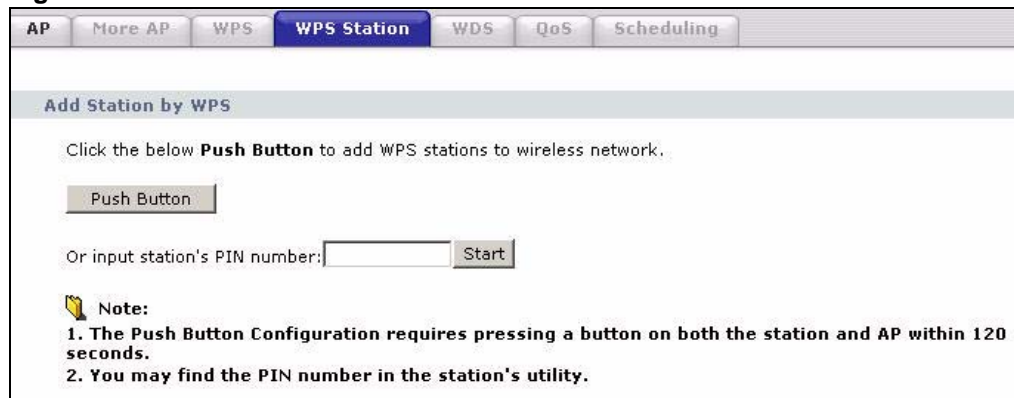 AP More AP WPS WPS Station WDS QoS Scheduling
Add Station by WPS
Click the below Push Button to add WPS stations to wireless network.
Push Button
Or input station's PIN number: Start
Note:
1. The Push Button Configuration requires pressing a button on both the station and AP within 120
seconds.
2. You may find the PIN number in the station's utility.